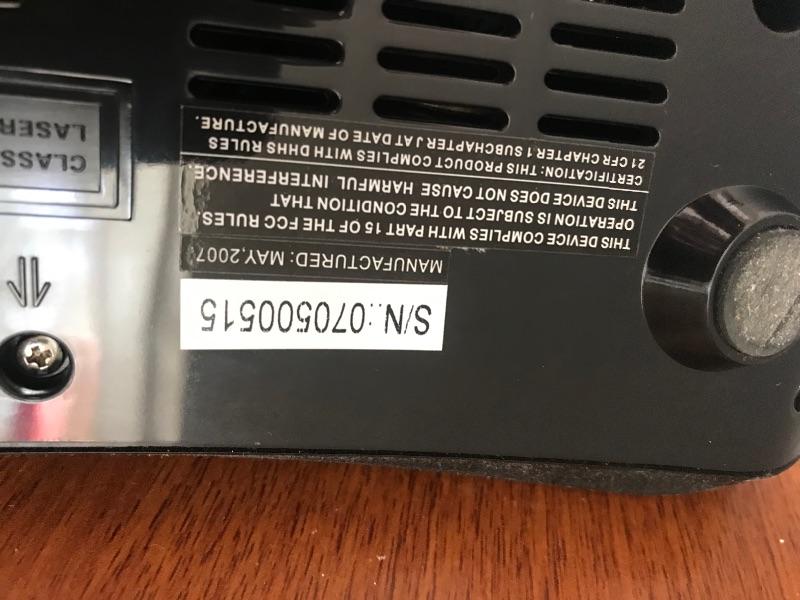 S/N.:070500515
MANUFACTURED: MAY,2007
THIS DEVICE COMPLIES WITH PART 15 OF THE FCC RULES.
OPERATION IS SUBJECT TO THE CONDITION THAT
THIS DEVICE DOES NOT CAUSE HARMFUL INTERFERENCE.
CERTIFICATION: THIS PRODUCT COMPLIES WITH DHHS RULES
21 CFR CHAPTER 1 SUBCHAPTER J AT DATE OF MANUFACTURE.
CLASS
LASER